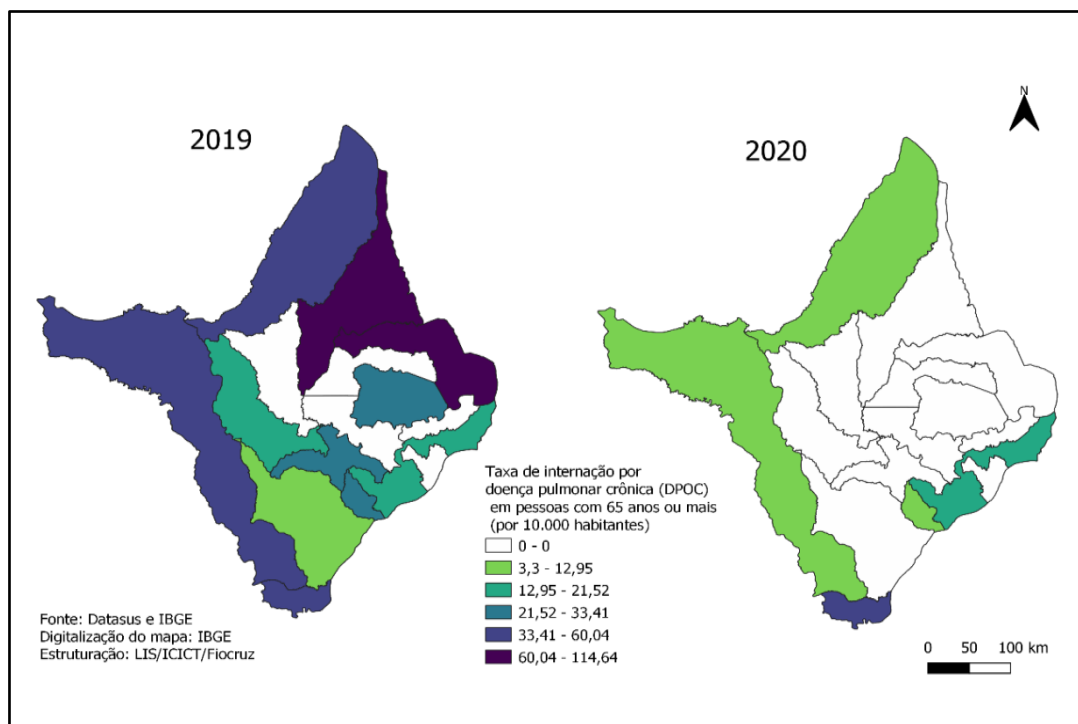 2019
2020
N
Taxa de internação por
doença pulmonar crônica (DPOC)
em pessoas com 65 anos ou mais
(por 10.000 habitantes)
0 - 0
3,3 - 12,95
12,95 - 21,52
21,52 - 33,41
33,41 - 60,04
60,04 - 114,64
Fonte: Datasus e IBGE
Digitalização do mapa: IBGE
Estruturação: LIS/ICICT/Fiocruz
0 50 100 km